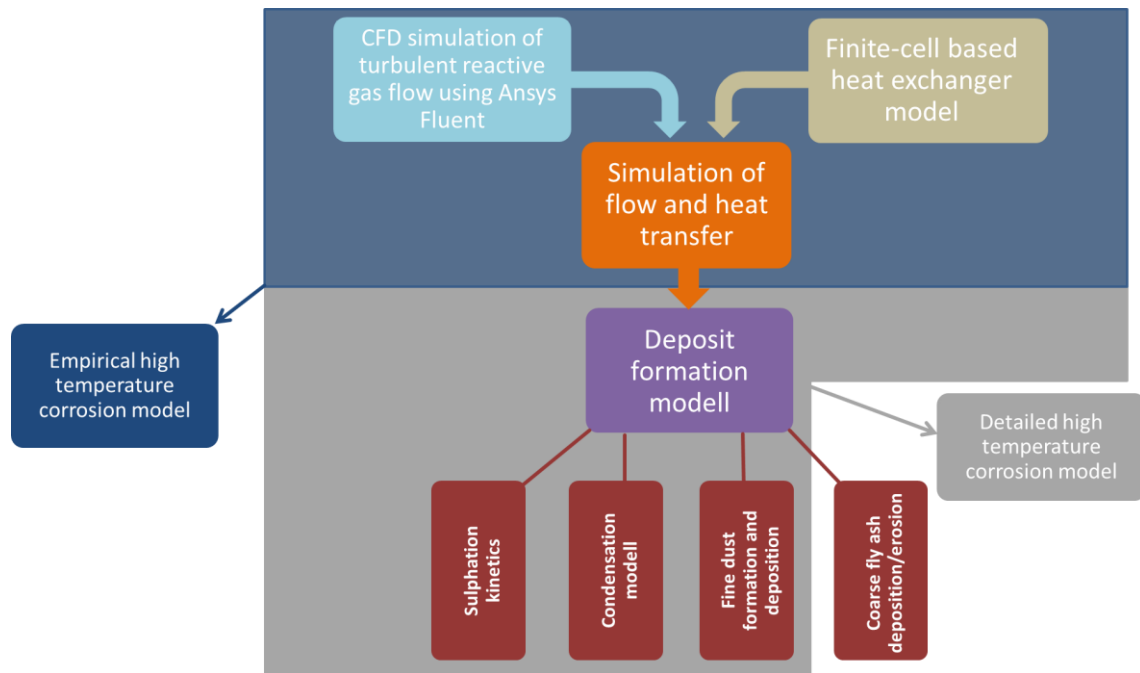 CFD simulation of
turbulent reactive
gas flow using Ansys
Fluent
Finite-cell based
heat exchanger
model
Simulation of
flow and heat
transfer
Empirical high
temperature
corrosion model
Deposit
formation
modell
Detailed high
temperature
corrosion model
Sulphation
kinetics
Condensation
modell
Fine dust
formation and
deposition
Coarse fly ash
deposition/erosion